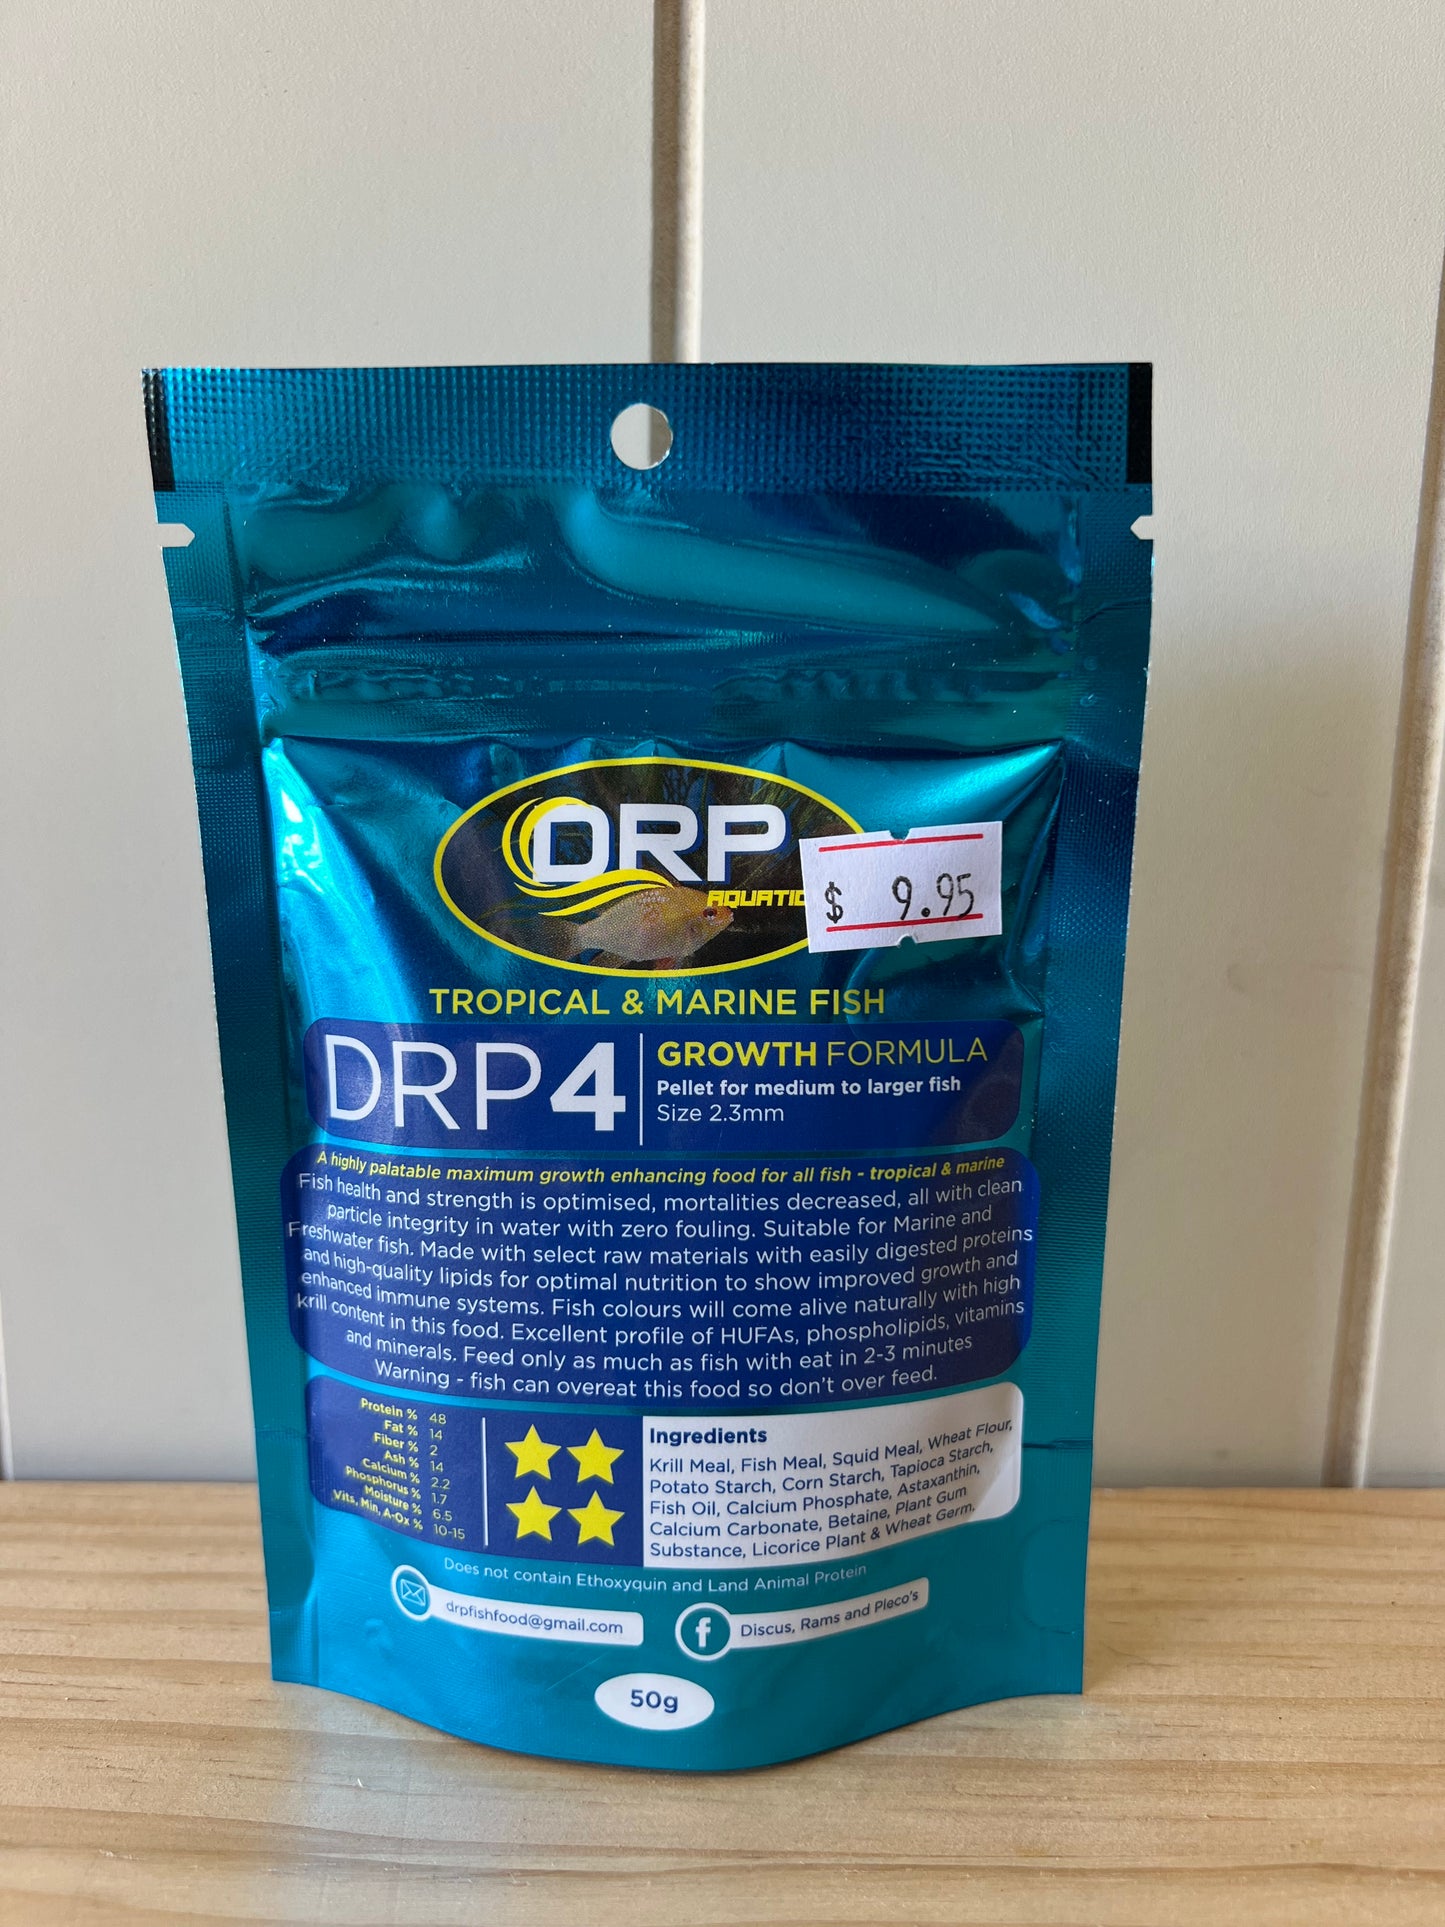 DRP
AQUATIC
$ 9.95
TROPICAL & MARINE FISH
DRP4
GROWTH FORMULA
Pellet for medium to larger fish
Size 2.3mm
A highly palatable maximum growth enhancing food for all fish - tropical & marine
Fish health and strength is optimised, mortalities decreased, all with clean
particle integrity in water with zero fouling. Suitable for Marine and
Freshwater fish. Made with select raw materials with easily digested proteins
and high-quality lipids for optimal nutrition to show improved growth and
enhanced immune systems. Fish colours will come alive naturally with high
krill content in this food. Excellent profile of HUFAs, phospholipids, vitamins
and minerals. Feed only as much as fish with eat in 2-3 minutes
Warning - fish can overeat this food so don't over feed.
Protein % 48
Fat % 14
Fiber % 2
Ash % 14
Calcium % 2.2
Phosphorus % 1.7
Moisture % 6.5
Vits, Min, A-Ox % 10-15
Ingredients
Krill Meal, Fish Meal, Squid Meal, Wheat Flour,
Potato Starch, Corn Starch, Tapioca Starch,
Fish Oil, Calcium Phosphate, Astaxanthin,
Calcium Carbonate, Betaine, Plant Gum
Substance, Licorice Plant & Wheat Germ.
Does not contain Ethoxyquin and Land Animal Protein
drpfishfood@gmail.com
f Discus, Rams and Pleco's
50g